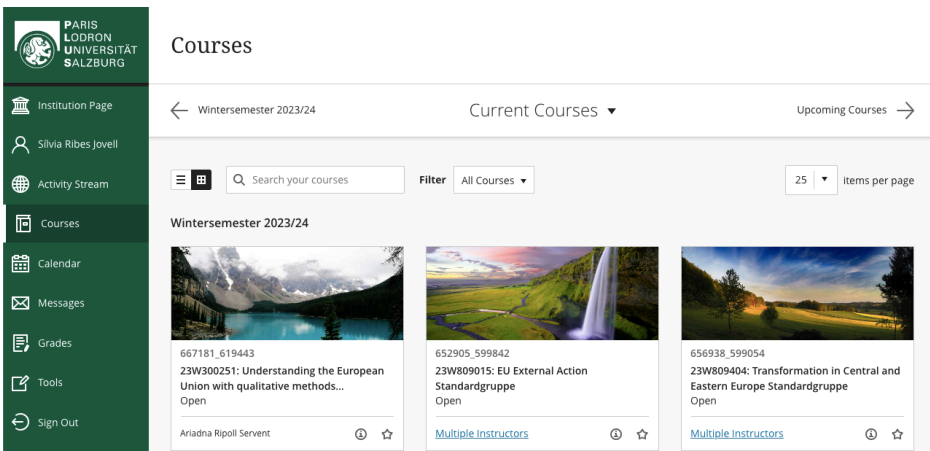 PARIS
LODRON
UNIVERSITÄT
SALZBURG
Institution Page
Sílvia Ribes Jovell
Activity Stream
Courses
Calendar
Messages
Grades
Tools
Sign Out
Courses
Wintersemester 2023/24
Current Courses
Upcoming Courses
Search your courses
Filter
All Courses
25
items per page
Wintersemester 2023/24
667181_619443
23W300251: Understanding the European
Union with qualitative methods...
Open
Ariadna Ripoll Servent
652905_599842
23W809015: EU External Action
Standardgruppe
Open
Multiple Instructors
656938_599054
23W809404: Transformation in Central and
Eastern Europe Standardgruppe
Open
Multiple Instructors